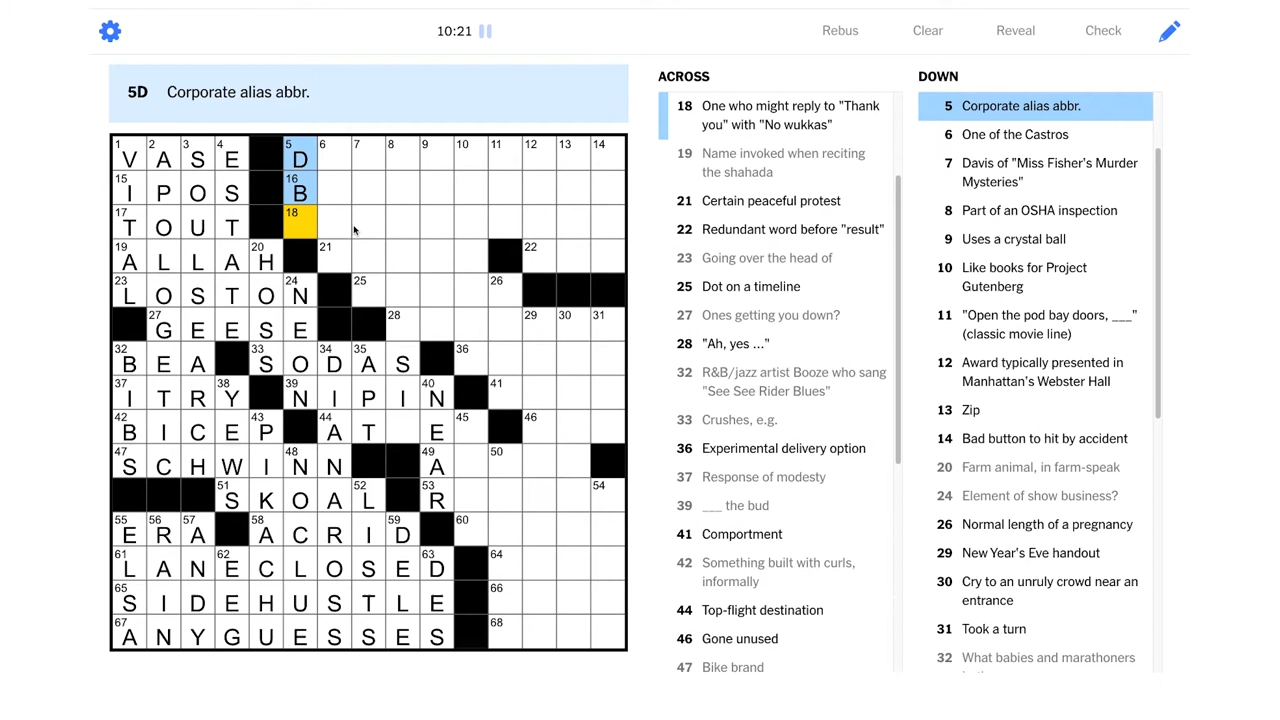 10:21
Rebus Clear Reveal Check
5D Corporate alias abbr.
1 2 3 4 5 6 7 8 9 10 11 12 13 14
V A S E D
15 16
I P O S B
17 18
T O U T
19 20 21 22
A L L A H
23 24 25 26
L O S T O N
27 28 29 30 31
G E E S E
32 33 34 35 36
B E A S O D A S
37 38 39 40 41
I T R Y N I P I N
42 43 44 45 46
B I C E P A T E
47 48 49 50
S C H W I N N A
51 52 53 54
S K O A L R
55 56 57 58 59 60
E R A A C R I D
61 62 63 64
L A N E C L O S E D
65 66
S I D E H U S T L E
67 68
A N Y G U E S S E S
ACROSS
18 One who might reply to "Thank
you" with "No wukkas"
19 Name invoked when reciting
the shahada
21 Certain peaceful protest
22 Redundant word before "result"
23 Going over the head of
25 Dot on a timeline
27 Ones getting you down?
28 "Ah, yes ..."
32 R&B/jazz artist Booze who sang
"See See Rider Blues"
33 Crushes, e.g.
36 Experimental delivery option
37 Response of modesty
39 ___ the bud
41 Comportment
42 Something built with curls,
informally
44 Top-flight destination
46 Gone unused
47 Bike brand
DOWN
5 Corporate alias abbr.
6 One of the Castros
7 Davis of "Miss Fisher's Murder
Mysteries"
8 Part of an OSHA inspection
9 Uses a crystal ball
10 Like books for Project
Gutenberg
11 "Open the pod bay doors, ___"
(classic movie line)
12 Award typically presented in
Manhattan's Webster Hall
13 Zip
14 Bad button to hit by accident
20 Farm animal, in farm-speak
24 Element of show business?
26 Normal length of a pregnancy
29 New Year's Eve handout
30 Cry to an unruly crowd near an
entrance
31 Took a turn
32 What babies and marathoners